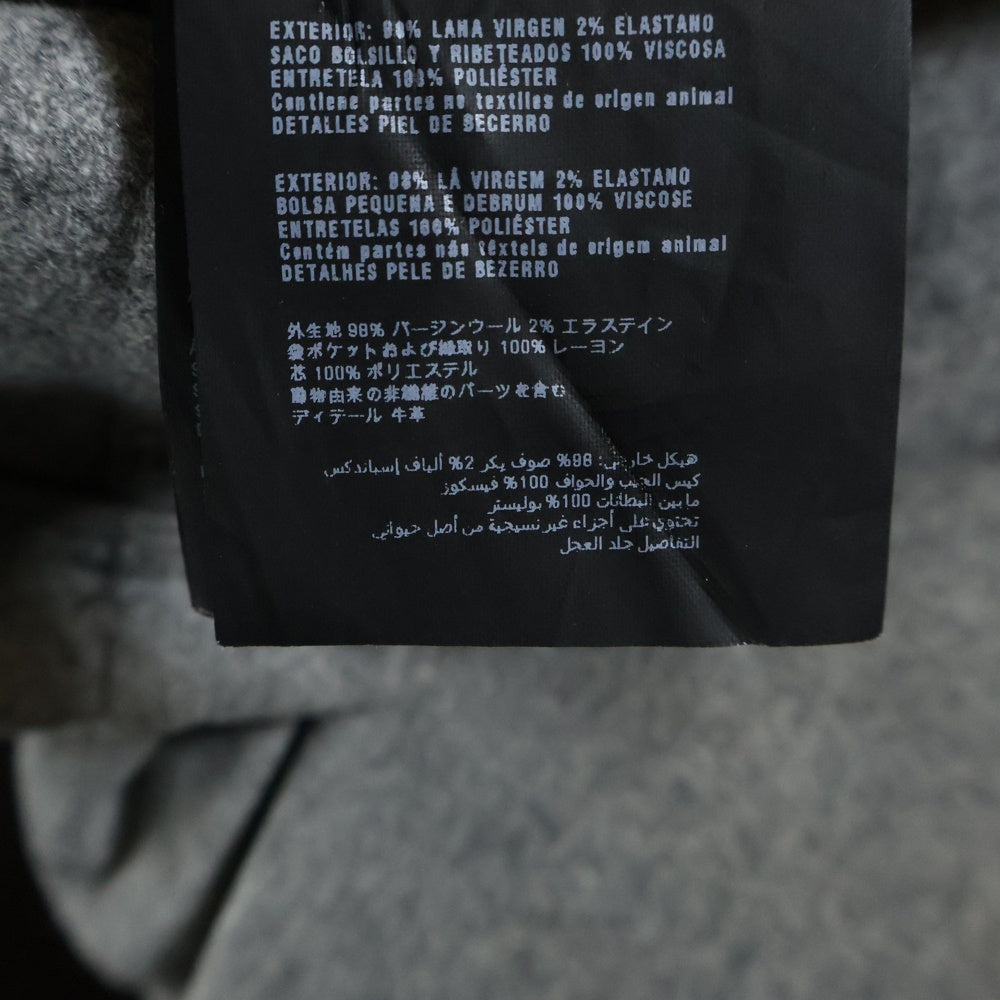 EXTERIOR: 98% LANA VIRGEN 2% ELASTANO
SACO BOLSILLO Y RIBETEADOS 100% VISCOSA
ENTRETELA 100% POLIÉSTER
Contiene partes no textiles de origen animal
DETALLES PIEL DE BECERRO
EXTERIOR: 98% LÃ VIRGEM 2% ELASTANO
BOLSA PEQUENA E DEBRUM 100% VISCOSE
ENTRETELAS 100% POLIÉSTER
Contém partes não têxteis de origem animal
DETALHES PELE DE BEZERRO
外生地 98% バージンウール 2% エラステイン
袋ポケットおよび縁取り 100% レーヨン
芯 100% ポリエステル
動物由来の非繊維のパーツを含む
ディテール 牛革
هيكل خارجي: 98% صوف بكر 2% ألياف إسباندكس
كيس الجيب والحواف 100% فيسكوز
مابين البطانات 100% بوليستر
تحتوي على أجزاء غير نسيجية من أصل حيواني
التفاصيل جلد العجل